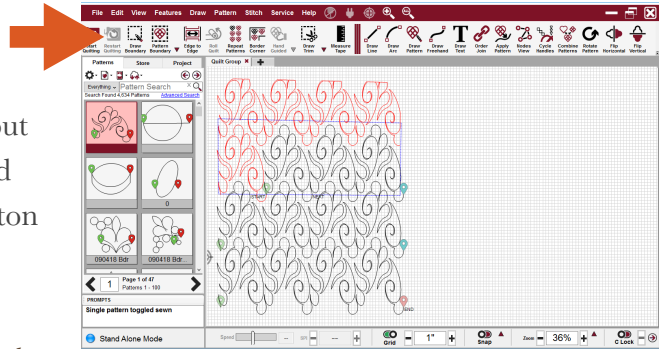 File Edit View Features Draw Pattern Stitch Service Help
Start Quilting
Restart Quilting
Draw Boundary
Pattern Boundary
Edge to Edge
Roll Quilt
Repeat Patterns
Border Corner
Hand Guided
Draw Trim
Measure Tape
Draw Line
Draw Arc
Draw Pattern
Draw Freehand
Draw Text
Order Join
Apply Pattern
Nodes View
Cycle Handles
Combine Patterns
Rotate Pattern
Flip Horizontal
Flip Vertical
Patterns Store Project
Quilt Group
Everything Pattern Search
Search Found 4,634 Patterns Advanced Search
0
090418 Bdr
090418 Bdr...
1 Page 1 of 47
Patterns 1 - 100
PROMPTS
Single pattern toggled sewn
Stand Alone Mode
out
d
ton
START
NEXT
END
Speed
--
--
Grid
1"
Snap
Zoom
36%
C Lock